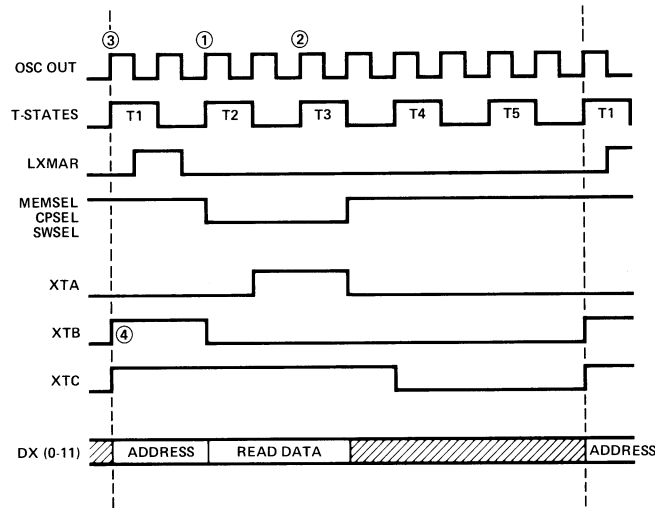 ③ ① ②
OSC OUT
T-STATES T1 T2 T3 T4 T5 T1
LXMAR
MEMSEL
CPSEL
SWSEL
XTA
XTB ④
XTC
DX (0-11) ADDRESS READ DATA ADDRESS